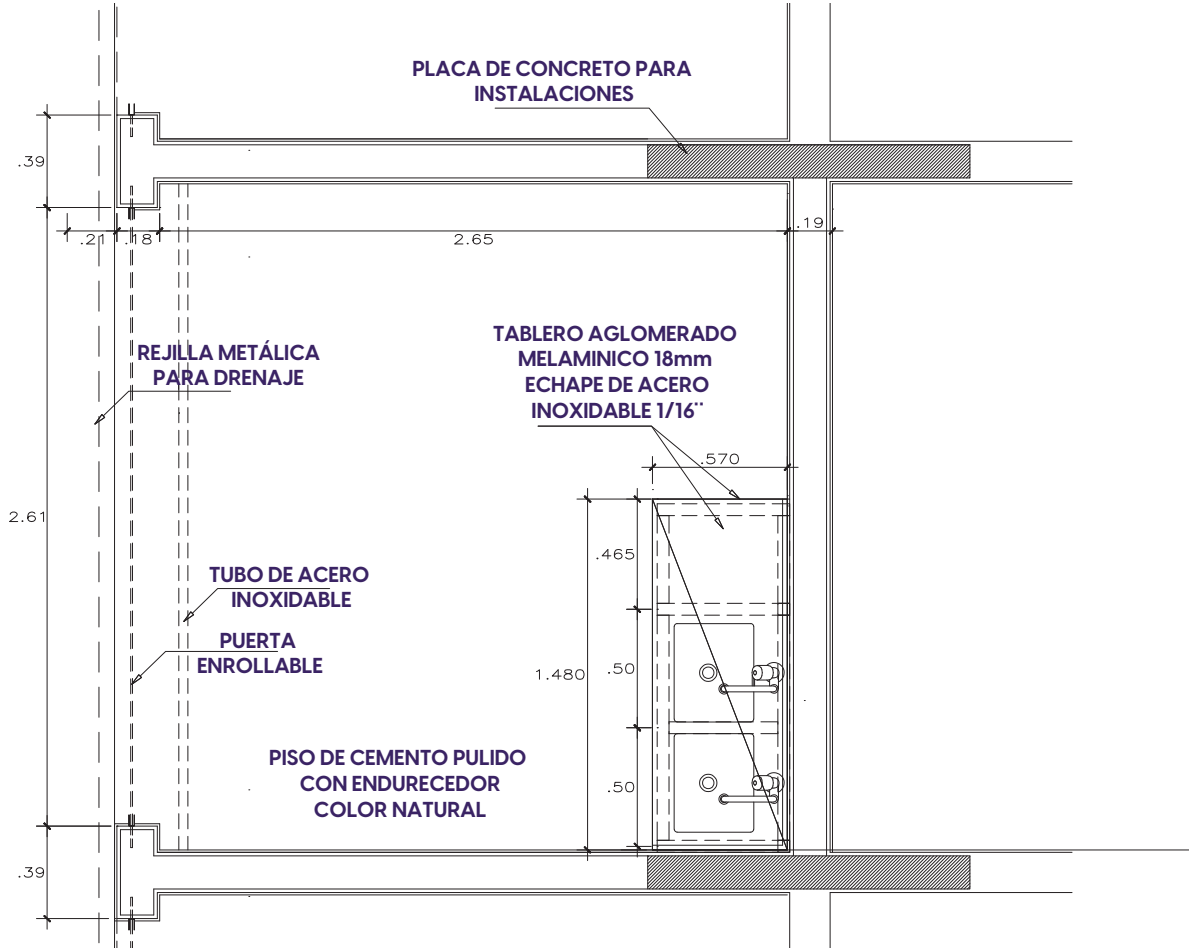 PLACA DE CONCRETO PARA
INSTALACIONES
.39
.21
.18
2.65
.19
REJILLA METÁLICA
PARA DRENAJE
TABLERO AGLOMERADO
MELAMINICO 18mm
ECHAPE DE ACERO
INOXIDABLE 1/16¨
.570
2.61
.465
TUBO DE ACERO
INOXIDABLE
PUERTA
ENROLLABLE
1.480
.50
PISO DE CEMENTO PULIDO
CON ENDURECEDOR
COLOR NATURAL
.50
.39